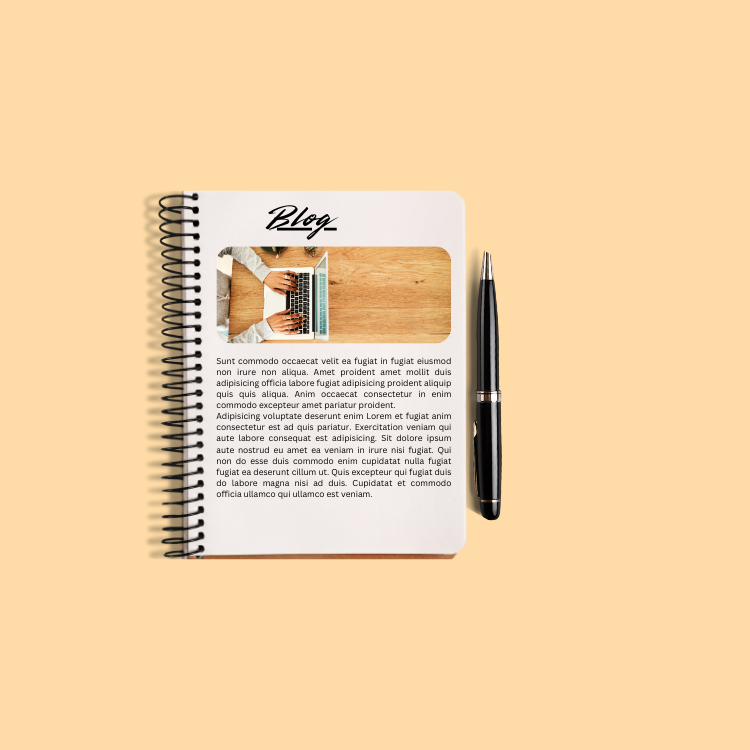 Blog
Sunt commodo occaecat velit ea fugiat in fugiat eiusmod
non irure non aliqua. Amet proident amet mollit duis
adipisicing officia labore fugiat adipisicing proident aliquip
quis quis aliqua. Anim occaecat consectetur in enim
commodo excepteur amet pariatur proident.
Adipisicing voluptate deserunt enim Lorem et fugiat anim
consectetur est ad quis pariatur. Exercitation veniam qui
aute labore consequat est adipisicing. Sit dolore ipsum
aute nostrud eu amet ea veniam in irure nisi fugiat. Qui
non do esse duis commodo enim cupidatat nulla fugiat
fugiat ea deserunt cillum ut. Quis excepteur qui fugiat duis
do labore magna nisi ad duis. Cupidatat et commodo
officia ullamco qui ullamco est veniam.